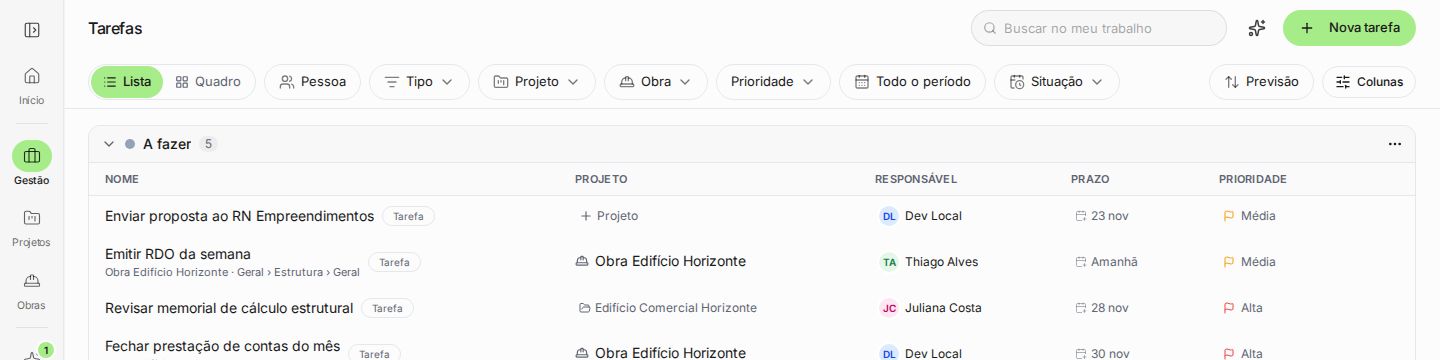 Tarefas
Buscar no meu trabalho
Nova tarefa
Lista Quadro Pessoa Tipo Projeto Obra Prioridade Todo o período Situação Previsão Colunas
Início
Gestão
Projetos
Obras
1
A fazer 5
NOME PROJETO RESPONSÁVEL PRAZO PRIORIDADE
Enviar proposta ao RN Empreendimentos Tarefa Projeto DL Dev Local 23 nov Média
Emitir RDO da semana Tarefa Obra Edifício Horizonte TA Thiago Alves Amanhã Média
Obra Edifício Horizonte · Geral › Estrutura › Geral
Revisar memorial de cálculo estrutural Tarefa Edifício Comercial Horizonte JC Juliana Costa 28 nov Alta
Fechar prestação de contas do mês Tarefa Obra Edifício Horizonte DL Dev Local 30 nov Alta